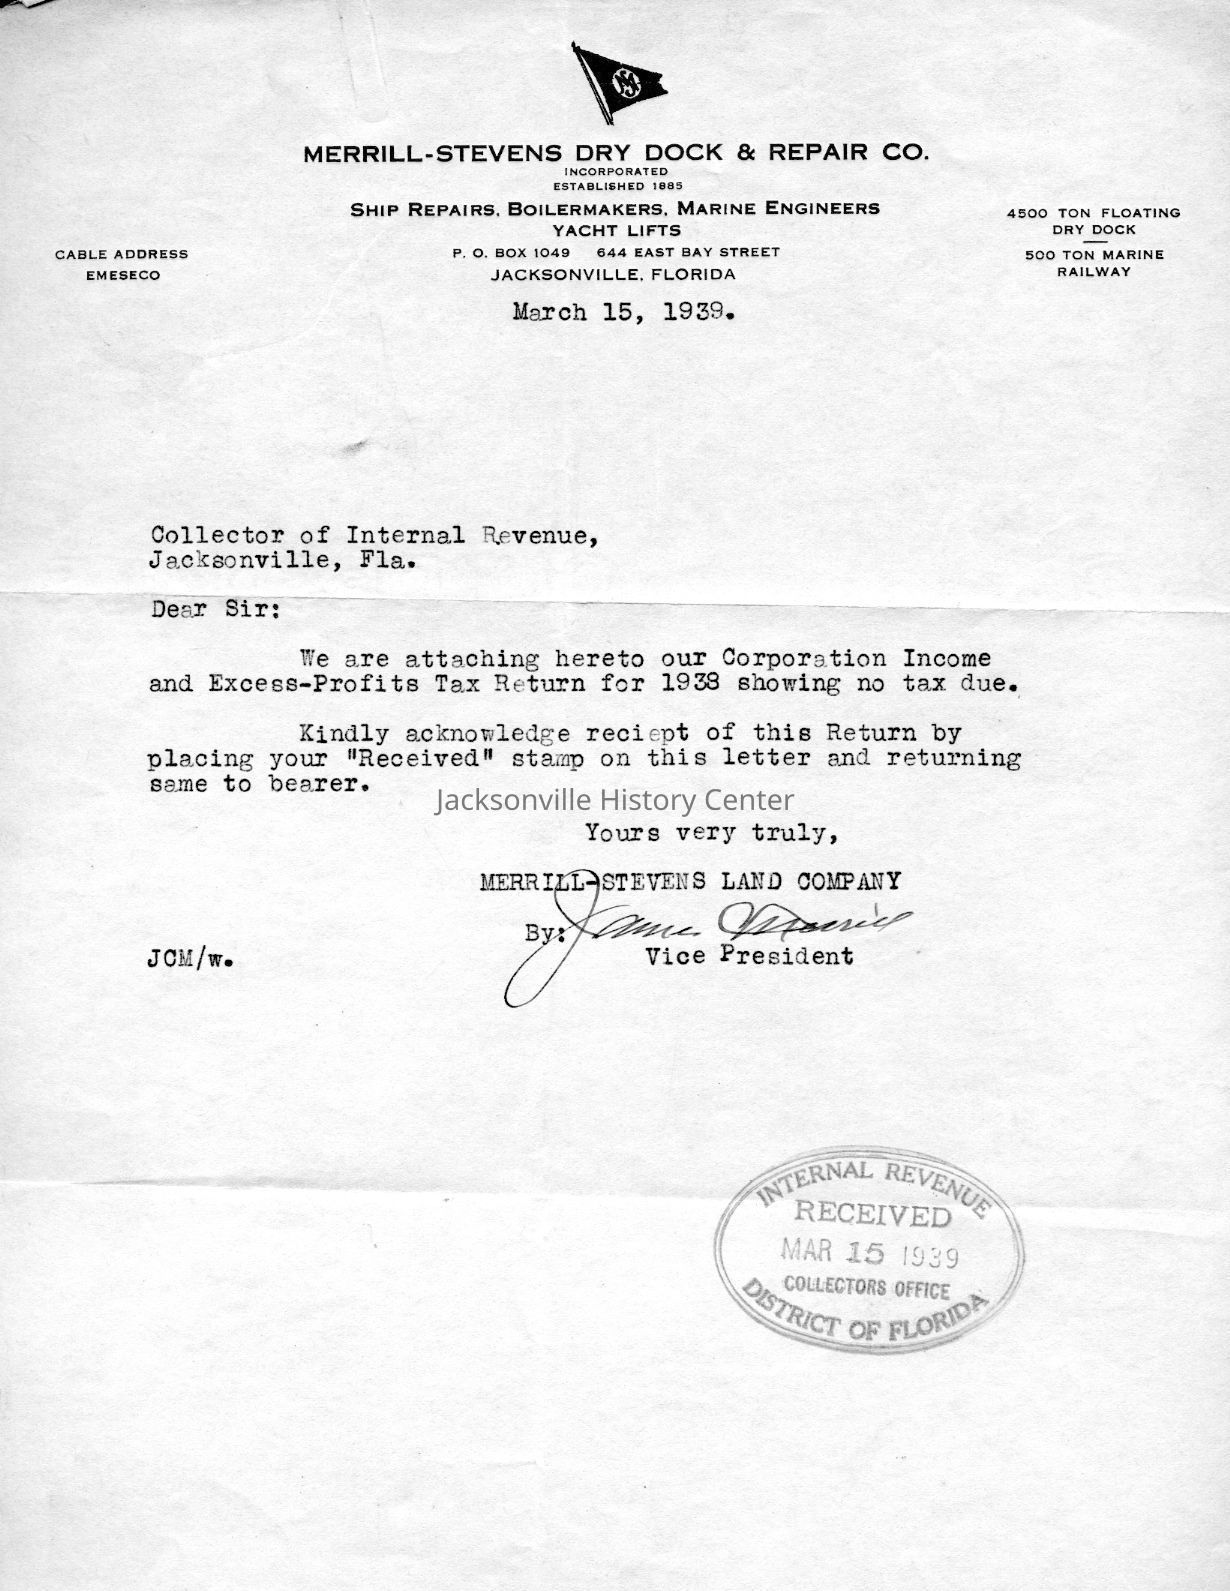 MS
MERRILL-STEVENS DRY DOCK & REPAIR CO.
INCORPORATED
ESTABLISHED 1885
SHIP REPAIRS, BOILERMAKERS, MARINE ENGINEERS
YACHT LIFTS
P. O. BOX 1049 644 EAST BAY STREET
JACKSONVILLE, FLORIDA
CABLE ADDRESS
EMESECO
4500 TON FLOATING
DRY DOCK
500 TON MARINE
RAILWAY
March 15, 1939.
Collector of Internal Revenue,
Jacksonville, Fla.
Dear Sir:
We are attaching hereto our Corporation Income
and Excess-Profits Tax Return for 1938 showing no tax due.
Kindly acknowledge reciept of this Return by
placing your "Received" stamp on this letter and returning
same to bearer.
Jacksonville History Center
Yours very truly,
MERRILL-STEVENS LAND COMPANY
By: James C Merrill
JCM/w.
Vice President
INTERNAL REVENUE
RECEIVED
MAR 15 1939
COLLECTORS OFFICE
DISTRICT OF FLORIDA